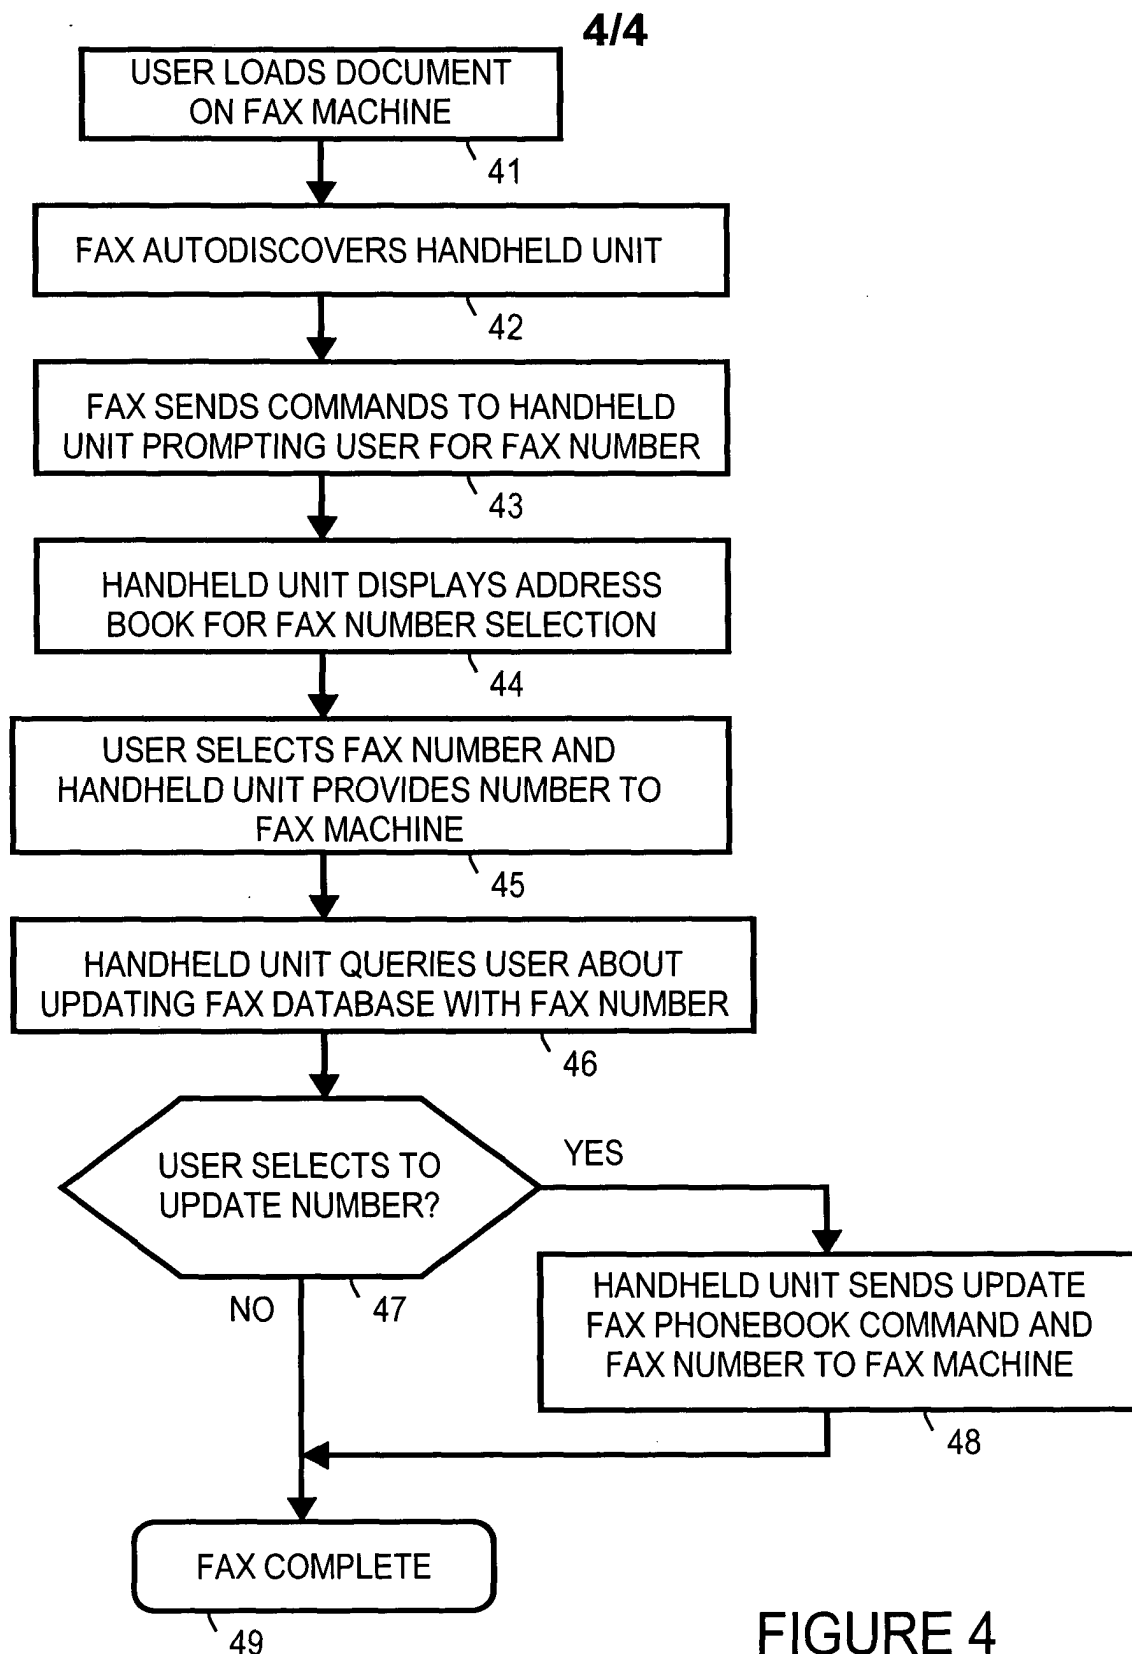 4/4
USER LOADS DOCUMENT
ON FAX MACHINE
41
FAX AUTODISCOVERS HANDHELD UNIT
42
FAX SENDS COMMANDS TO HANDHELD
UNIT PROMPTING USER FOR FAX NUMBER
43
HANDHELD UNIT DISPLAYS ADDRESS
BOOK FOR FAX NUMBER SELECTION
44
USER SELECTS FAX NUMBER AND
HANDHELD UNIT PROVIDES NUMBER TO
FAX MACHINE
45
HANDHELD UNIT QUERIES USER ABOUT
UPDATING FAX DATABASE WITH FAX NUMBER
46
USER SELECTS TO
UPDATE NUMBER?
YES
NO
47
HANDHELD UNIT SENDS UPDATE
FAX PHONEBOOK COMMAND AND
FAX NUMBER TO FAX MACHINE
48
FAX COMPLETE
49
FIGURE 4